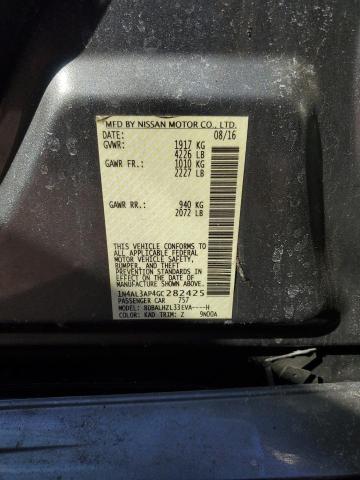 MFD BY NISSAN MOTOR CO., LTD.
DATE: 08/16
GVWR: 1917 KG
4226 LB
GAWR FR: 1010 KG
2227 LB
GAWR RR: 940 KG
2072 LB
THIS VEHICLE CONFORMS TO
ALL APPLICABLE FEDERAL
MOTOR VEHICLE SAFETY,
BUMPER, AND THEFT
PREVENTION STANDARDS IN
EFFECT ON THE DATE OF
MANUFACTURE SHOWN ABOVE.
1N4AL3AP4GC282425
PASSENGER CAR 757
MODEL: BDBALHZL33EVA----H
COLOR: KAD TRIM: Z 9N00A